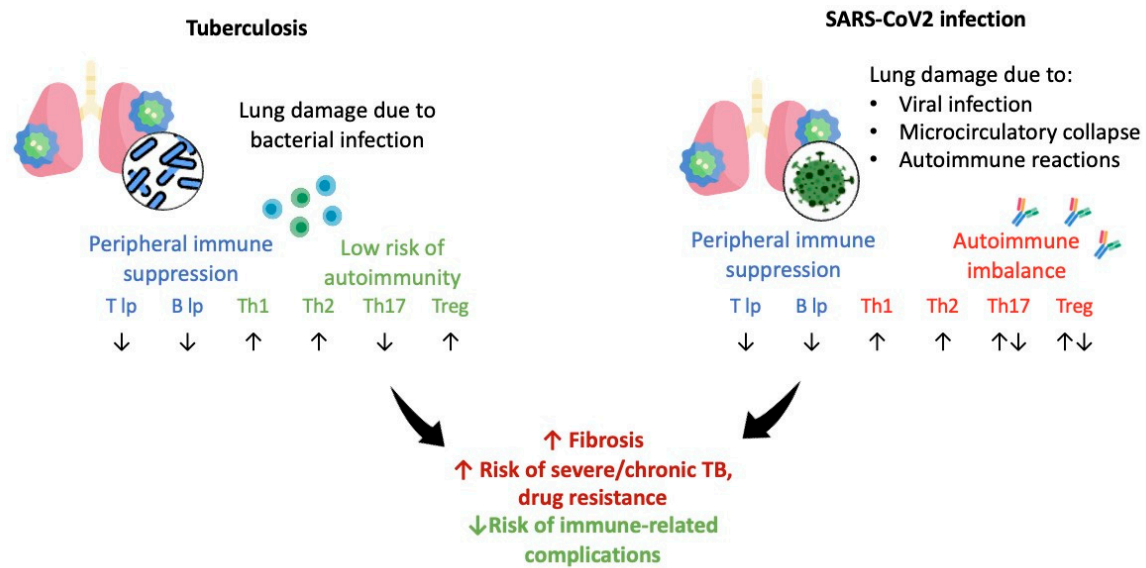 Tuberculosis
Lung damage due to
bacterial infection
Peripheral immune
suppression
Low risk of
autoimmunity
T lp B lp Th1 Th2 Th17 Treg
↓ ↓ ↑ ↑ ↓ ↑
SARS-CoV2 infection
Lung damage due to:
• Viral infection
• Microcirculatory collapse
• Autoimmune reactions
Peripheral immune
suppression
Autoimmune
imbalance
T lp B lp Th1 Th2 Th17 Treg
↓ ↓ ↑ ↑ ↑↓ ↑↓
↑ Fibrosis
↑ Risk of severe/chronic TB,
drug resistance
↓Risk of immune-related
complications